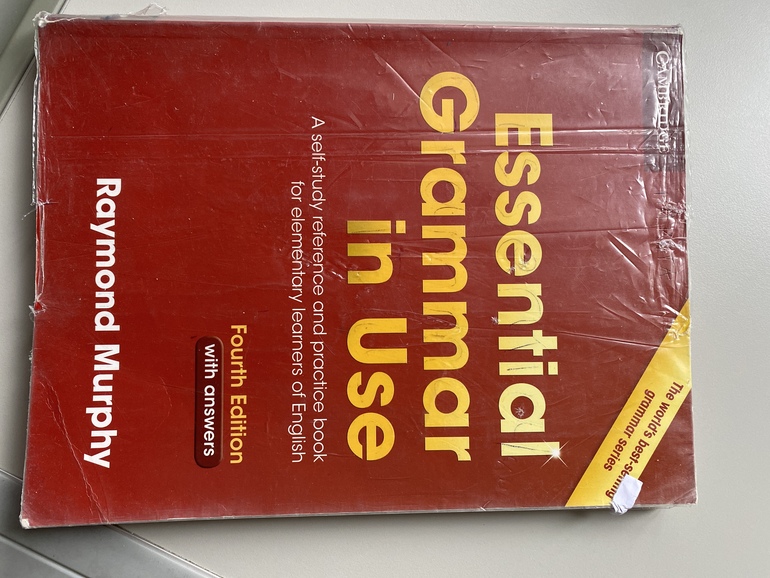 CAMBRIDGE
The world's best-selling
grammar series
Essential
Grammar
in Use
A self-study reference and practice book
for elementary learners of English
Fourth Edition
with answers
Raymond Murphy